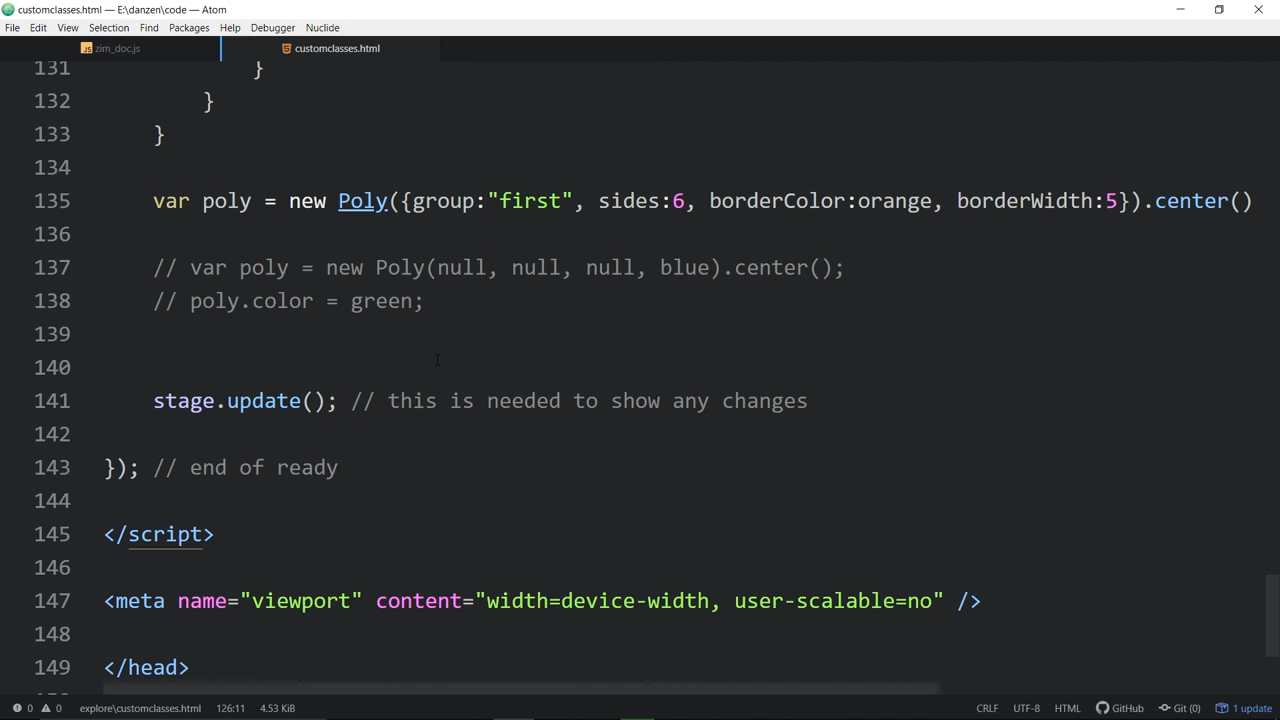 customclasses.html — E:\danzen\code — Atom
File Edit View Selection Find Packages Help Debugger Nuclide
JS zim_doc.js customclasses.html
131 }
132 }
133 }
134
135 var poly = new Poly({group:"first", sides:6, borderColor:orange, borderWidth:5}).center()
136
137 // var poly = new Poly(null, null, null, blue).center();
138 // poly.color = green;
139
140
141 stage.update(); // this is needed to show any changes
142
143 }); // end of ready
144
145 </script>
146
147 <meta name="viewport" content="width=device-width, user-scalable=no" />
148
149 </head>
0 0 explore\customclasses.html 126:11 4.53 KiB CRLF UTF-8 HTML GitHub Git (0) 1 update